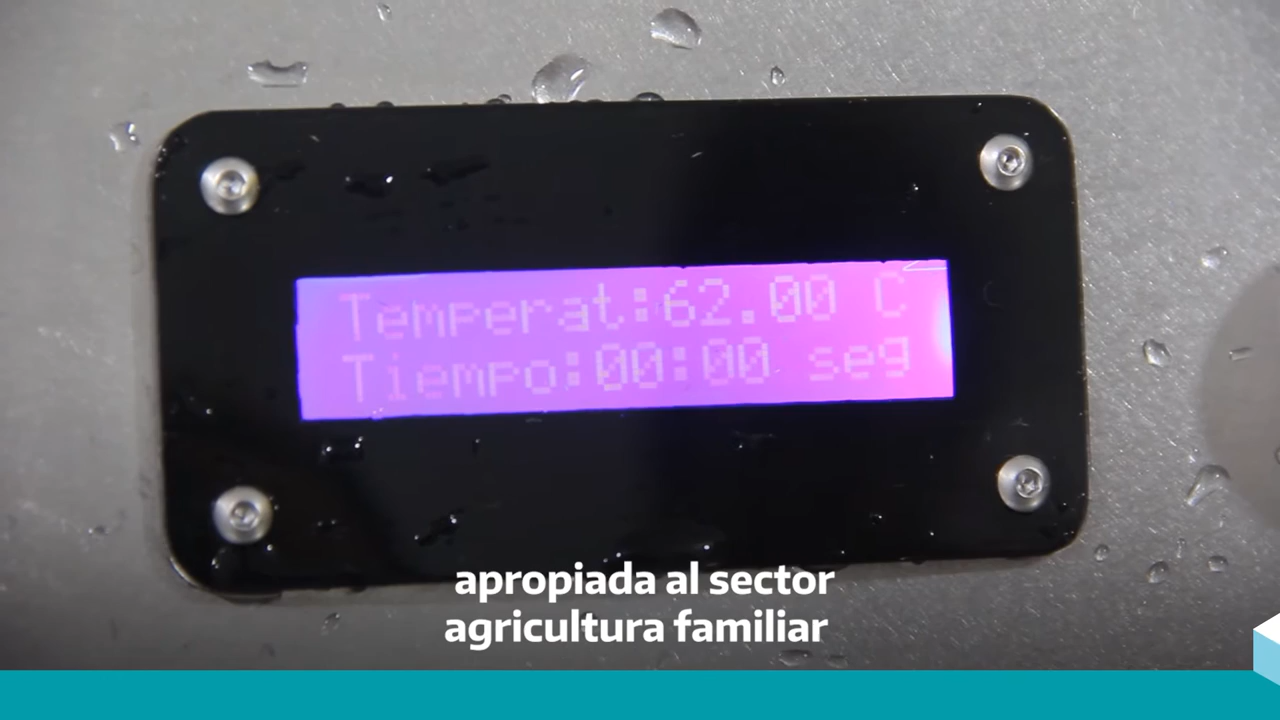 Temperat:62.00 C
Tiempo:00:00 seg
apropiada al sector
agricultura familiar